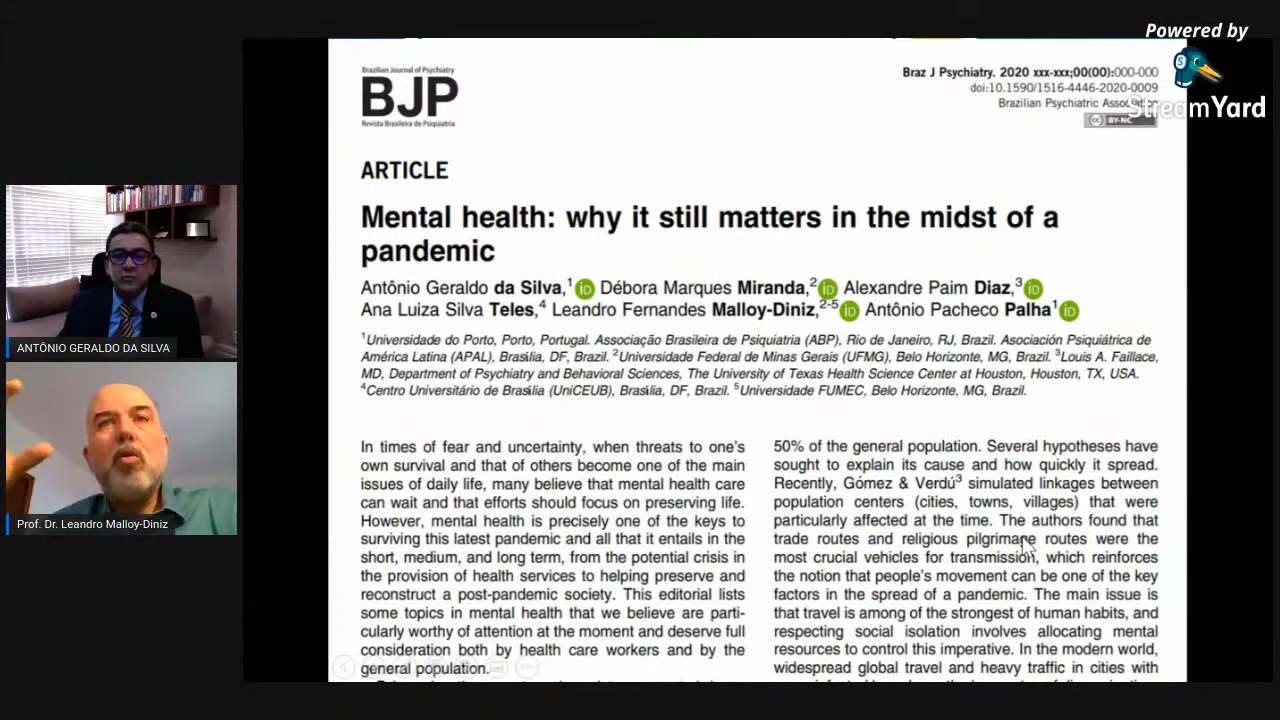 Powered by
StreamYard
Brazilian Journal of Psychiatry
BJP
Revista Brasileira de Psiquiatria
Braz J Psychiatry. 2020 xxx-xxx;00(00):000-000
doi:10.1590/1516-4446-2020-0009
Brazilian Psychiatric Association
cc BY-NC
ARTICLE
Mental health: why it still matters in the midst of a
pandemic
Antônio Geraldo da Silva,1 iD Débora Marques Miranda,2 iD Alexandre Paim Diaz,3 iD
Ana Luiza Silva Teles,4 Leandro Fernandes Malloy-Diniz,2-5 iD Antônio Pacheco Palha1 iD
1Universidade do Porto, Porto, Portugal. Associação Brasileira de Psiquiatria (ABP), Rio de Janeiro, RJ, Brazil. Asociación Psiquiátrica de
América Latina (APAL), Brasília, DF, Brazil. 2Universidade Federal de Minas Gerais (UFMG), Belo Horizonte, MG, Brazil. 3Louis A. Faillace,
MD, Department of Psychiatry and Behavioral Sciences, The University of Texas Health Science Center at Houston, Houston, TX, USA.
4Centro Universitário de Brasília (UniCEUB), Brasília, DF, Brazil. 5Universidade FUMEC, Belo Horizonte, MG, Brazil.
In times of fear and uncertainty, when threats to one's
own survival and that of others become one of the main
issues of daily life, many believe that mental health care
can wait and that efforts should focus on preserving life.
However, mental health is precisely one of the keys to
surviving this latest pandemic and all that it entails in the
short, medium, and long term, from the potential crisis in
the provision of health services to helping preserve and
reconstruct a post-pandemic society. This editorial lists
some topics in mental health that we believe are parti-
cularly worthy of attention at the moment and deserve full
consideration both by health care workers and by the
general population.
50% of the general population. Several hypotheses have
sought to explain its cause and how quickly it spread.
Recently, Gómez & Verdú3 simulated linkages between
population centers (cities, towns, villages) that were
particularly affected at the time. The authors found that
trade routes and religious pilgrimage routes were the
most crucial vehicles for transmission, which reinforces
the notion that people's movement can be one of the key
factors in the spread of a pandemic. The main issue is
that travel is among the strongest of human habits, and
respecting social isolation involves allocating mental
resources to control this imperative. In the modern world,
widespread global travel and heavy traffic in cities with
ANTÔNIO GERALDO DA SILVA
Prof. Dr. Leandro Malloy-Diniz